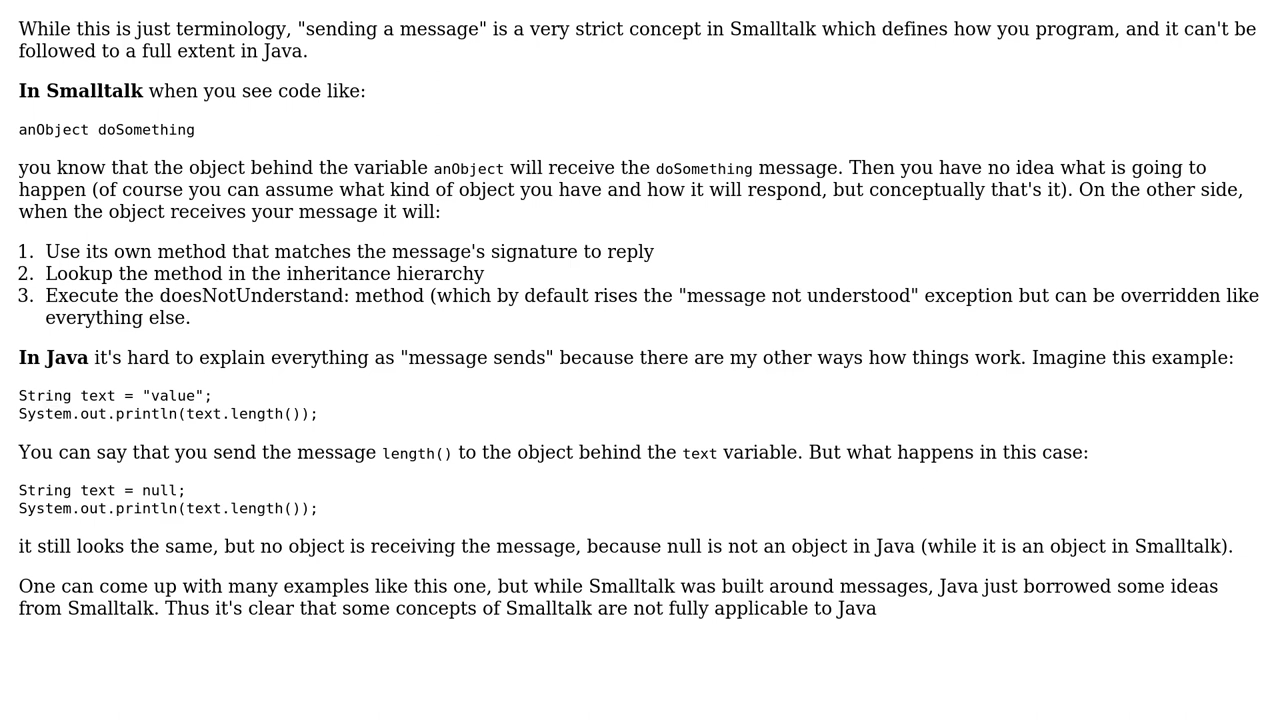 While this is just terminology, "sending a message" is a very strict concept in Smalltalk which defines how you program, and it can't be
followed to a full extent in Java.
In Smalltalk when you see code like:
anObject doSomething
you know that the object behind the variable anObject will receive the doSomething message. Then you have no idea what is going to
happen (of course you can assume what kind of object you have and how it will respond, but conceptually that's it). On the other side,
when the object receives your message it will:
1. Use its own method that matches the message's signature to reply
2. Lookup the method in the inheritance hierarchy
3. Execute the doesNotUnderstand: method (which by default rises the "message not understood" exception but can be overridden like
everything else.
In Java it's hard to explain everything as "message sends" because there are my other ways how things work. Imagine this example:
String text = "value";
System.out.println(text.length());
You can say that you send the message length() to the object behind the text variable. But what happens in this case:
String text = null;
System.out.println(text.length());
it still looks the same, but no object is receiving the message, because null is not an object in Java (while it is an object in Smalltalk).
One can come up with many examples like this one, but while Smalltalk was built around messages, Java just borrowed some ideas
from Smalltalk. Thus it's clear that some concepts of Smalltalk are not fully applicable to Java